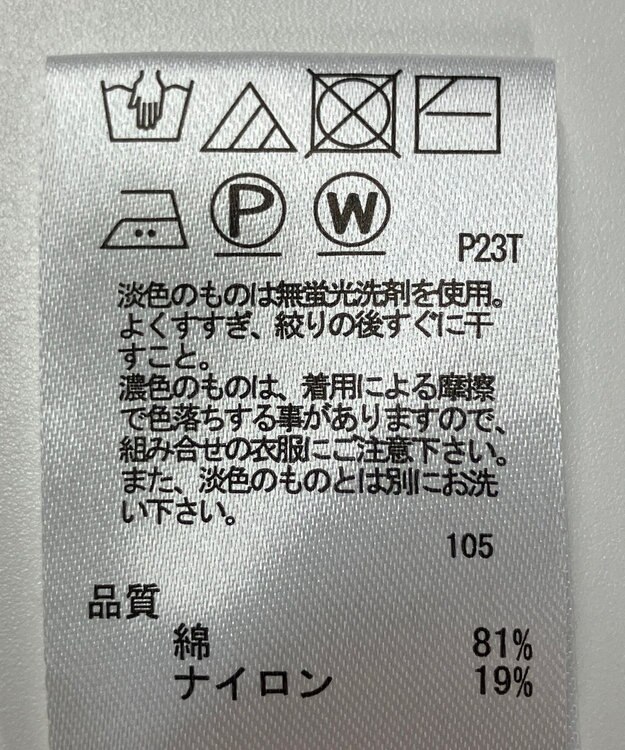 P W
P23T
淡色のものは無蛍光洗剤を使用。
よくすすぎ、絞りの後すぐに干
すこと。
濃色のものは、着用による摩擦
で色落ちする事がありますので、
組み合せの衣服にご注意下さい。
また、淡色のものとは別にお洗
い下さい。
105
品質
綿 81%
ナイロン 19%